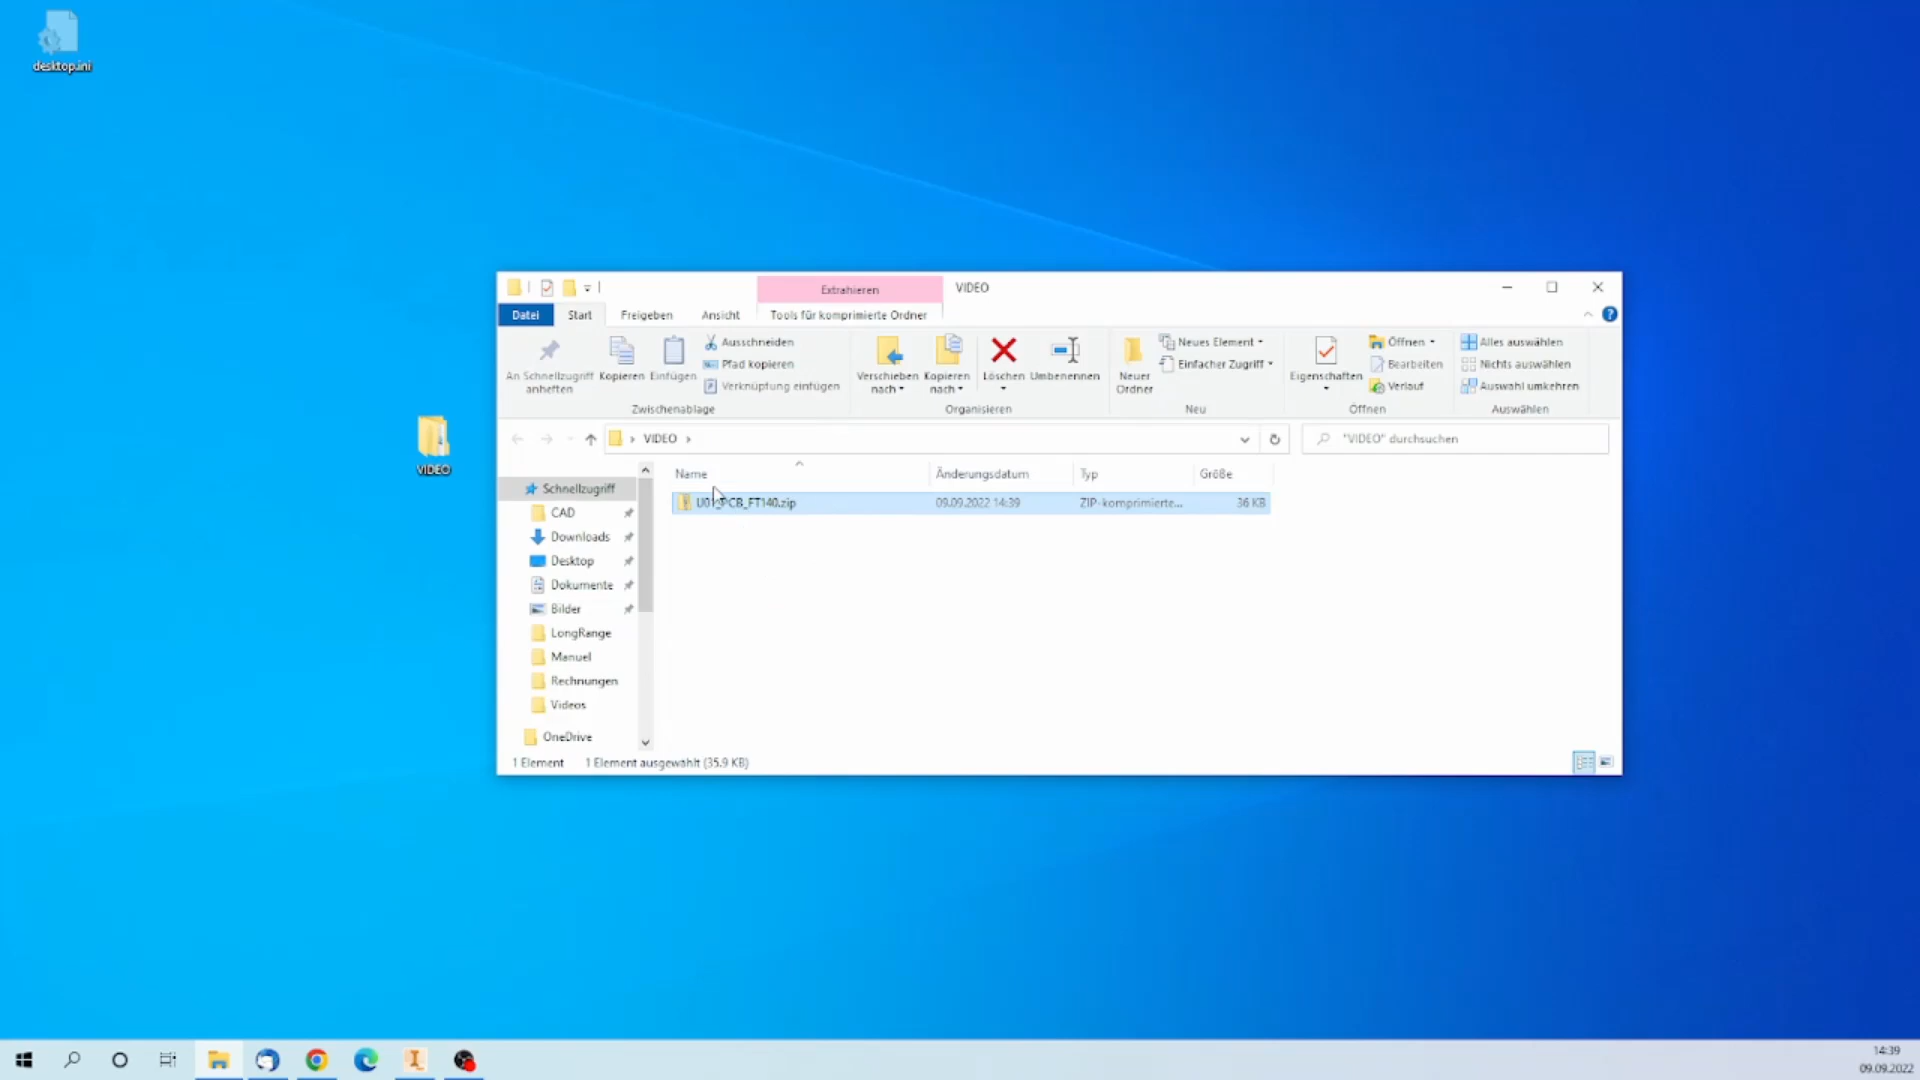 desktop.ini
VIDEO
Extrahieren
VIDEO
Datei
Start
Freigeben
Ansicht
Tools für komprimierte Ordner
?
An Schnellzugriff
anheften
Kopieren
Einfügen
Ausschneiden
Pfad kopieren
Verknüpfung einfügen
Zwischenablage
Verschieben
nach
Kopieren
nach
Löschen
Umbenennen
Organisieren
Neuer
Ordner
Neues Element
Einfacher Zugriff
Neu
Eigenschaften
Öffnen
Bearbeiten
Verlauf
Öffnen
Alles auswählen
Nichts auswählen
Auswahl umkehren
Auswählen
VIDEO
"VIDEO" durchsuchen
Name
Änderungsdatum
Typ
Größe
U01_PCB_FT140.zip
09.09.2022 14:39
ZIP-komprimierte...
36 KB
Schnellzugriff
CAD
Downloads
Desktop
Dokumente
Bilder
LongRange
Manuel
Rechnungen
Videos
OneDrive
1 Element
1 Element ausgewählt (35.9 KB)
14:39
09.09.2022